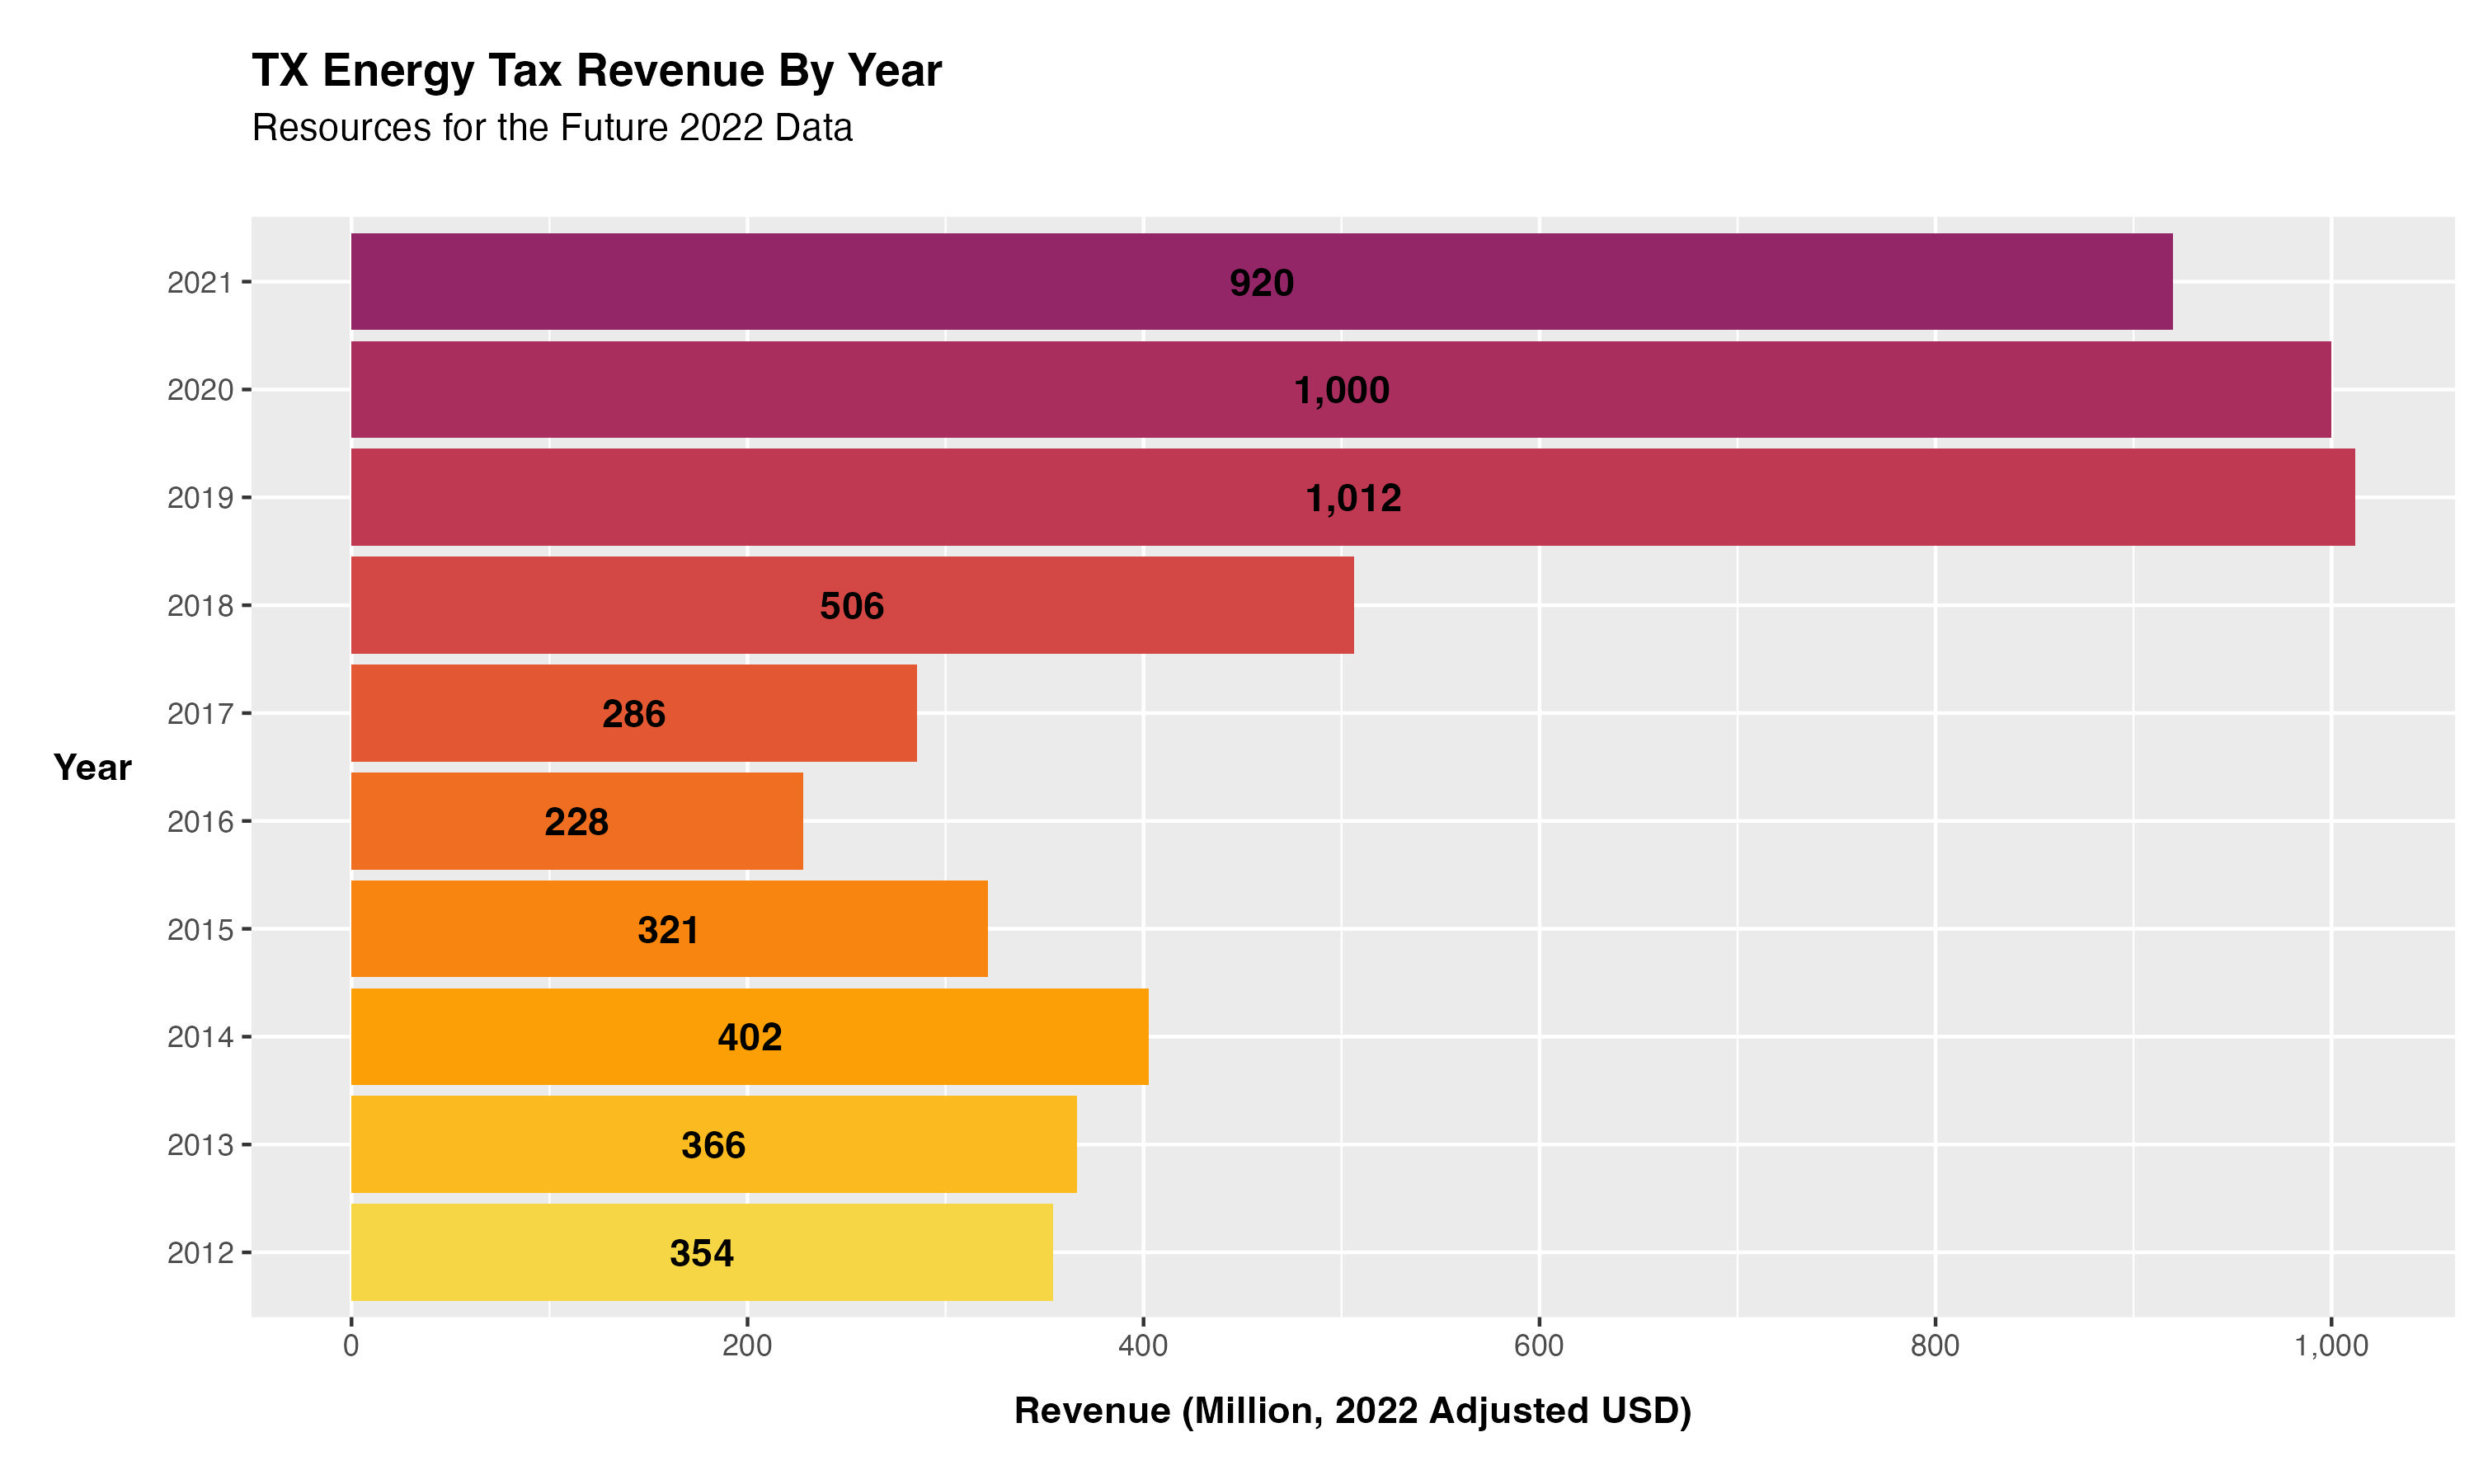 TX Energy Tax Revenue By Year
Resources for the Future 2022 Data
2021 920
2020 1,000
2019 1,012
2018 506
2017 286
Year
2016 228
2015 321
2014 402
2013 366
2012 354
0 200 400 600 800 1,000
Revenue (Million, 2022 Adjusted USD)